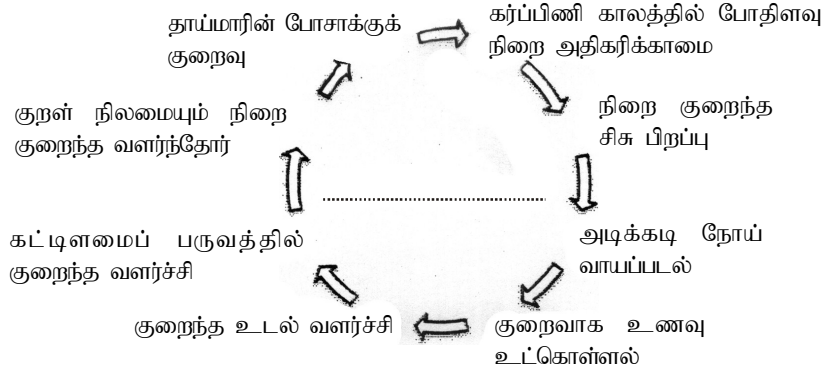 தாய்மாரின் போசாக்குக்
குறைவு
கர்ப்பிணி காலத்தில் போதிளவு
நிறை அதிகரிக்காமை
நிறை குறைந்த
சிசு பிறப்பு
அடிக்கடி நோய்
வாயப்படல்
குறைவாக உணவு
உட்கொள்ளல்
குறைந்த உடல் வளர்ச்சி
கட்டிளமைப் பருவத்தில்
குறைந்த வளர்ச்சி
குறள் நிலமையும் நிறை
குறைந்த வளர்ந்தோர்